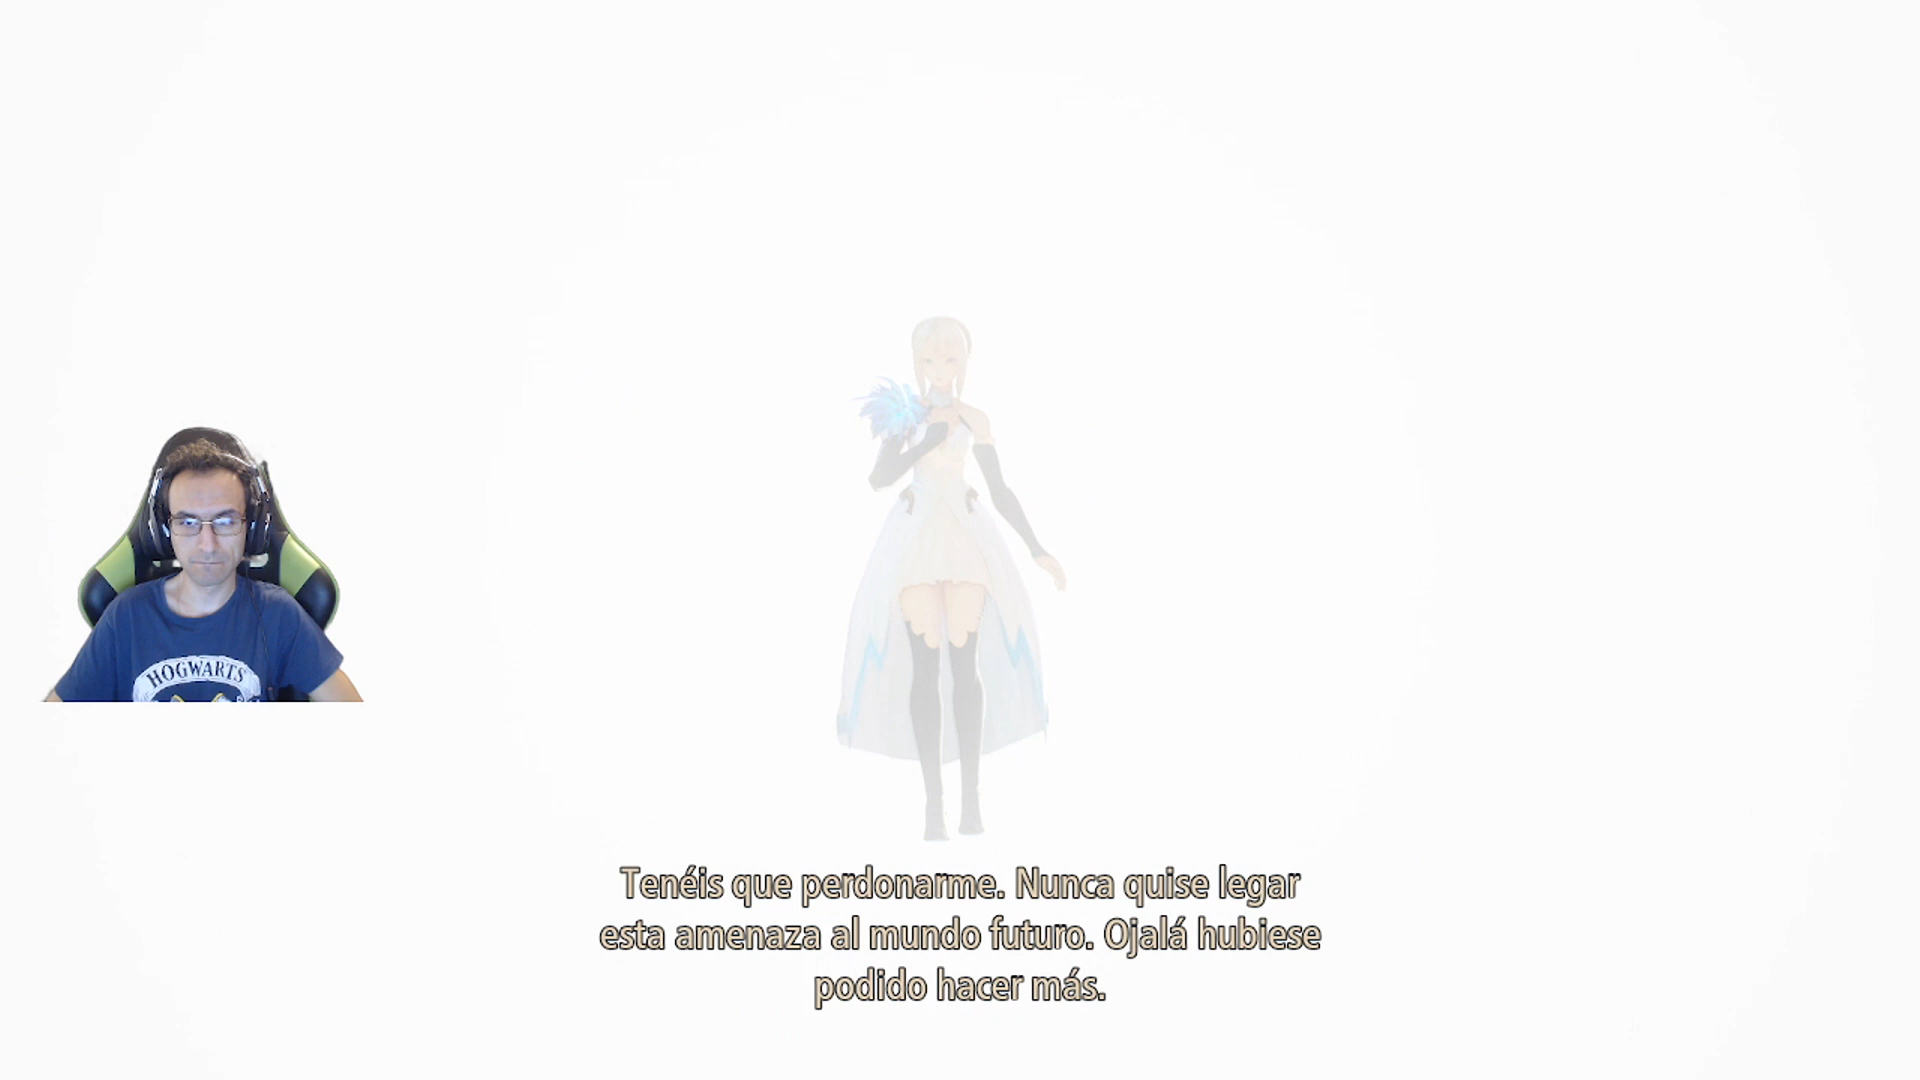 HOGWARTS
Tenéis que perdonarme. Nunca quise legar
esta amenaza al mundo futuro. Ojalá hubiese
podido hacer más.